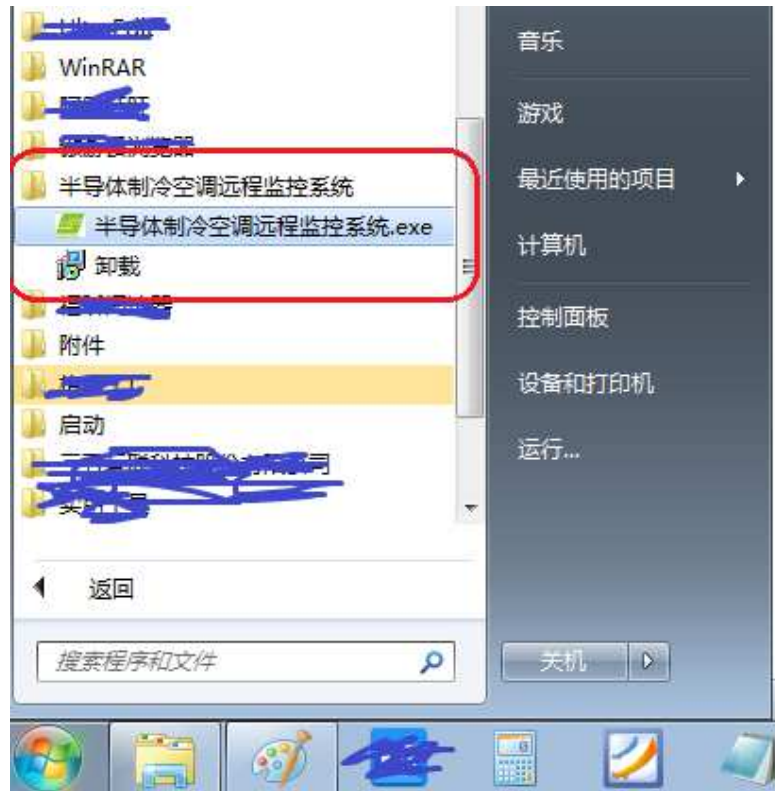 WinRAR
半导体制冷空调远程监控系统
半导体制冷空调远程监控系统.exe
卸载
附件
启动
返回
搜索程序和文件
音乐
游戏
最近使用的项目
计算机
控制面板
设备和打印机
运行...
关机